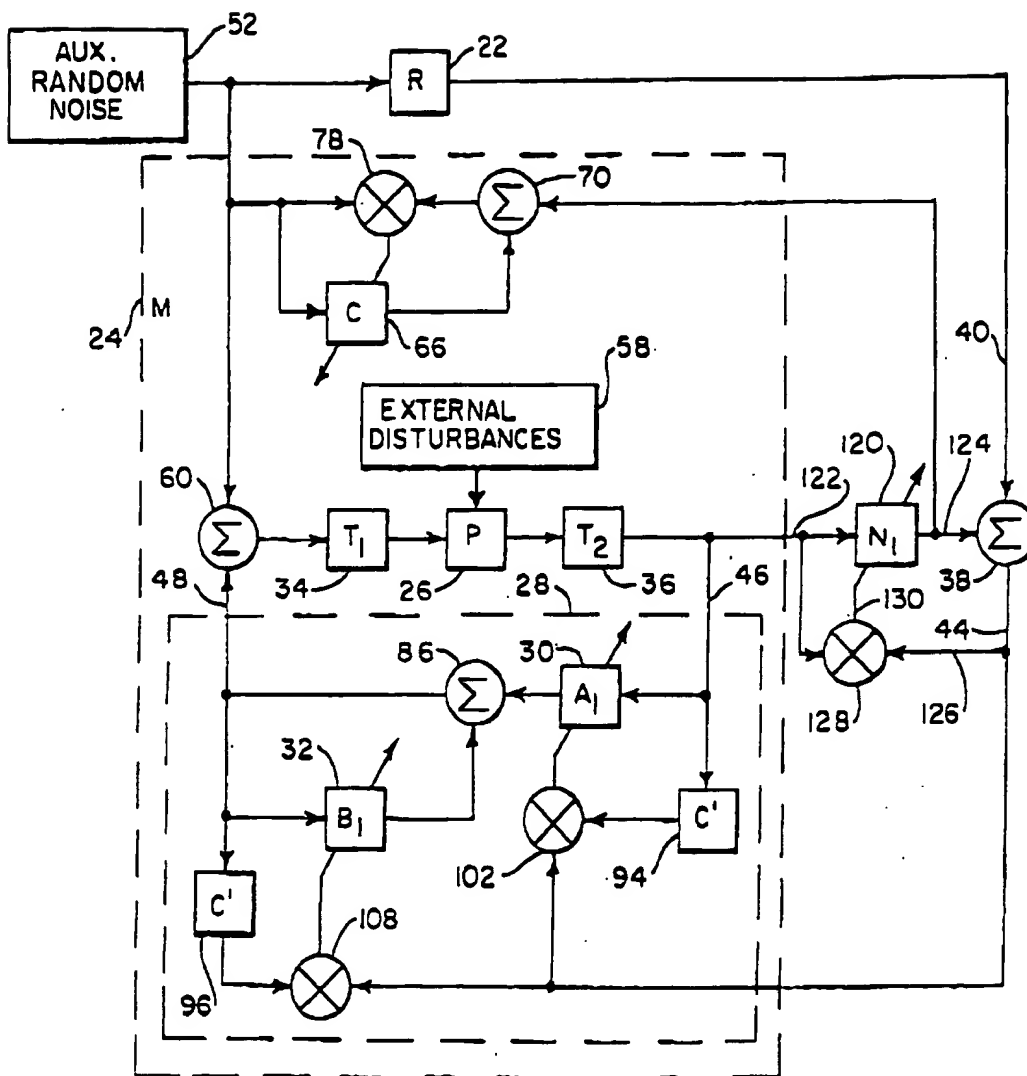 52
AUX.
RANDOM
NOISE
22
R
78
Σ
70
24
M
C
66
58
40
EXTERNAL
DISTURBANCES
120
124
60
122
Σ
T1
P
T2
N1
Σ
48
34
26
28
36
46
38
130
44
86
30
Σ
A1
128
126
32
B1
C'
102
94
C'
108
96